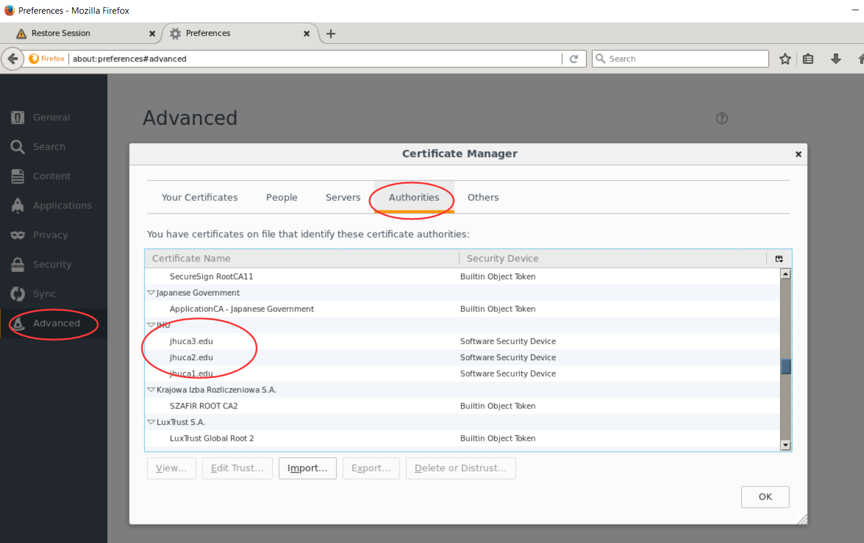 Preferences - Mozilla Firefox
Restore Session
Preferences
Firefox
about:preferences#advanced
Search
General
Search
Content
Applications
Privacy
Security
Sync
Advanced
Advanced
Certificate Manager
Your Certificates People Servers Authorities Others
You have certificates on file that identify these certificate authorities:
Certificate Name Security Device
SecureSign RootCA11 Builtin Object Token
Japanese Government
ApplicationCA - Japanese Government Builtin Object Token
JHU
jhuca3.edu Software Security Device
jhuca2.edu Software Security Device
jhuca1.edu Software Security Device
Krajowa Izba Rozliczeniowa S.A.
SZAFIR ROOT CA2 Builtin Object Token
LuxTrust S.A.
LuxTrust Global Root 2 Builtin Object Token
View... Edit Trust... Import... Export... Delete or Distrust...
OK